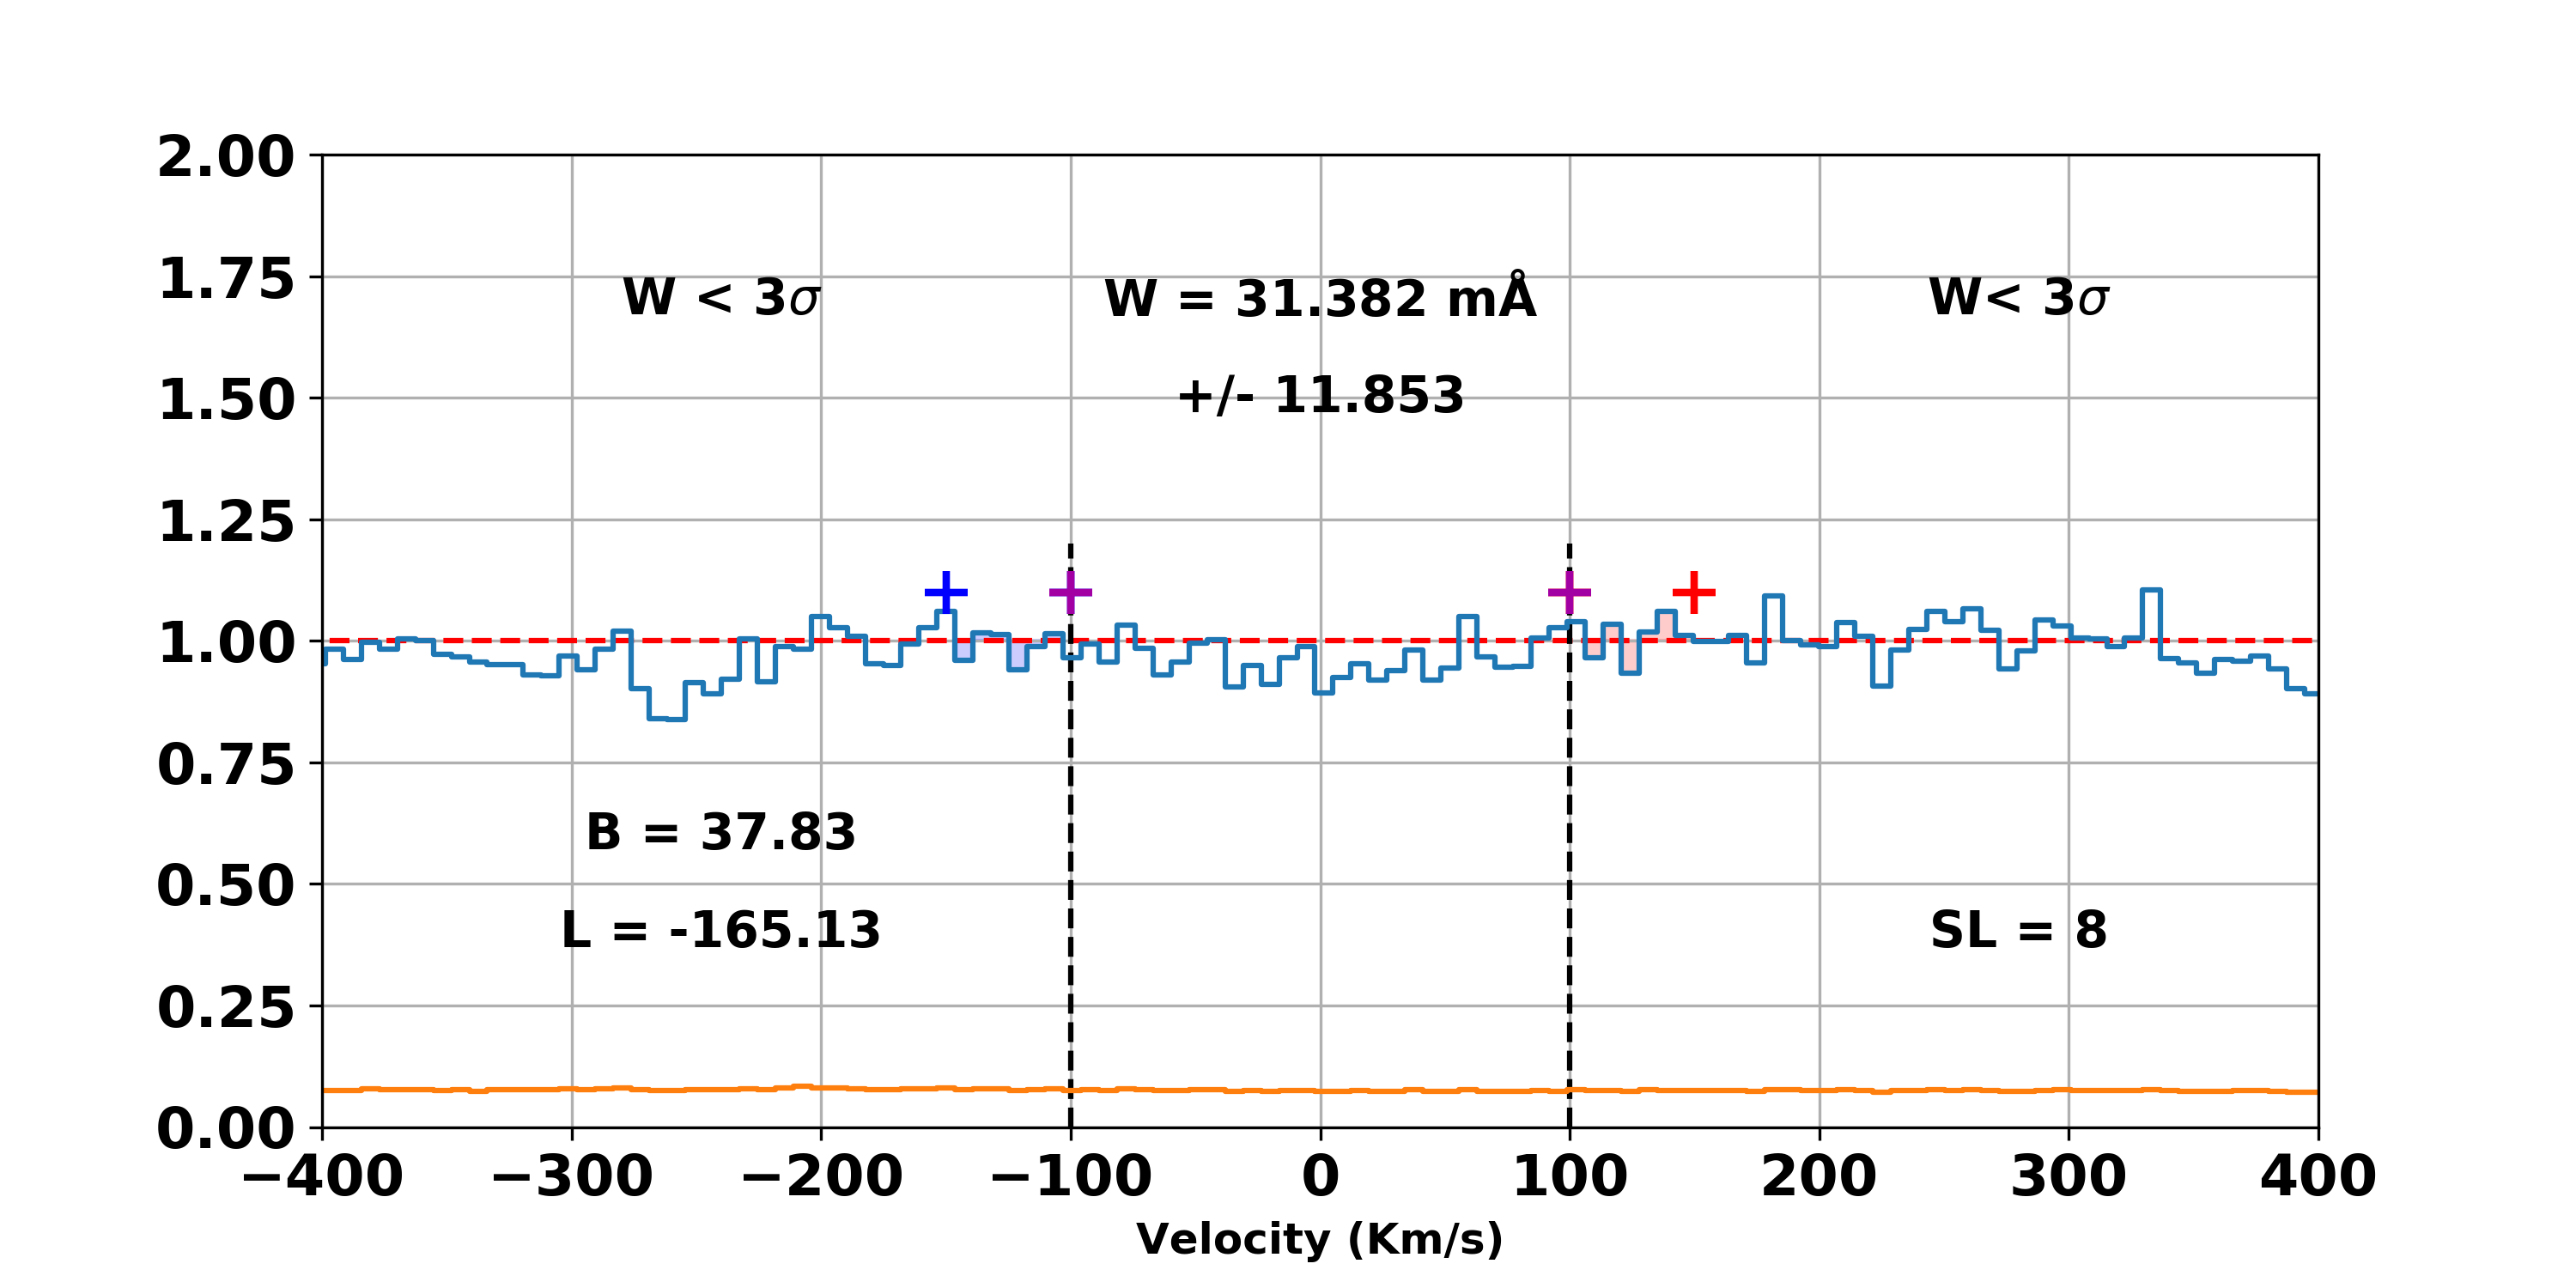 2.00
1.75
1.50
1.25
1.00
0.75
0.50
0.25
0.00
W < 3σ
W = 31.382 mÅ
+/- 11.853
W< 3σ
B = 37.83
L = -165.13
SL = 8
−400 −300 −200 −100 0 100 200 300 400
Velocity (Km/s)